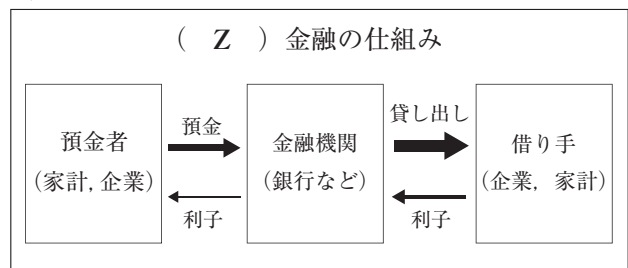 ( Z ) 金融の仕組み
預金者
(家計, 企業)
預金
利子
金融機関
(銀行など)
貸し出し
利子
借り手
(企業, 家計)